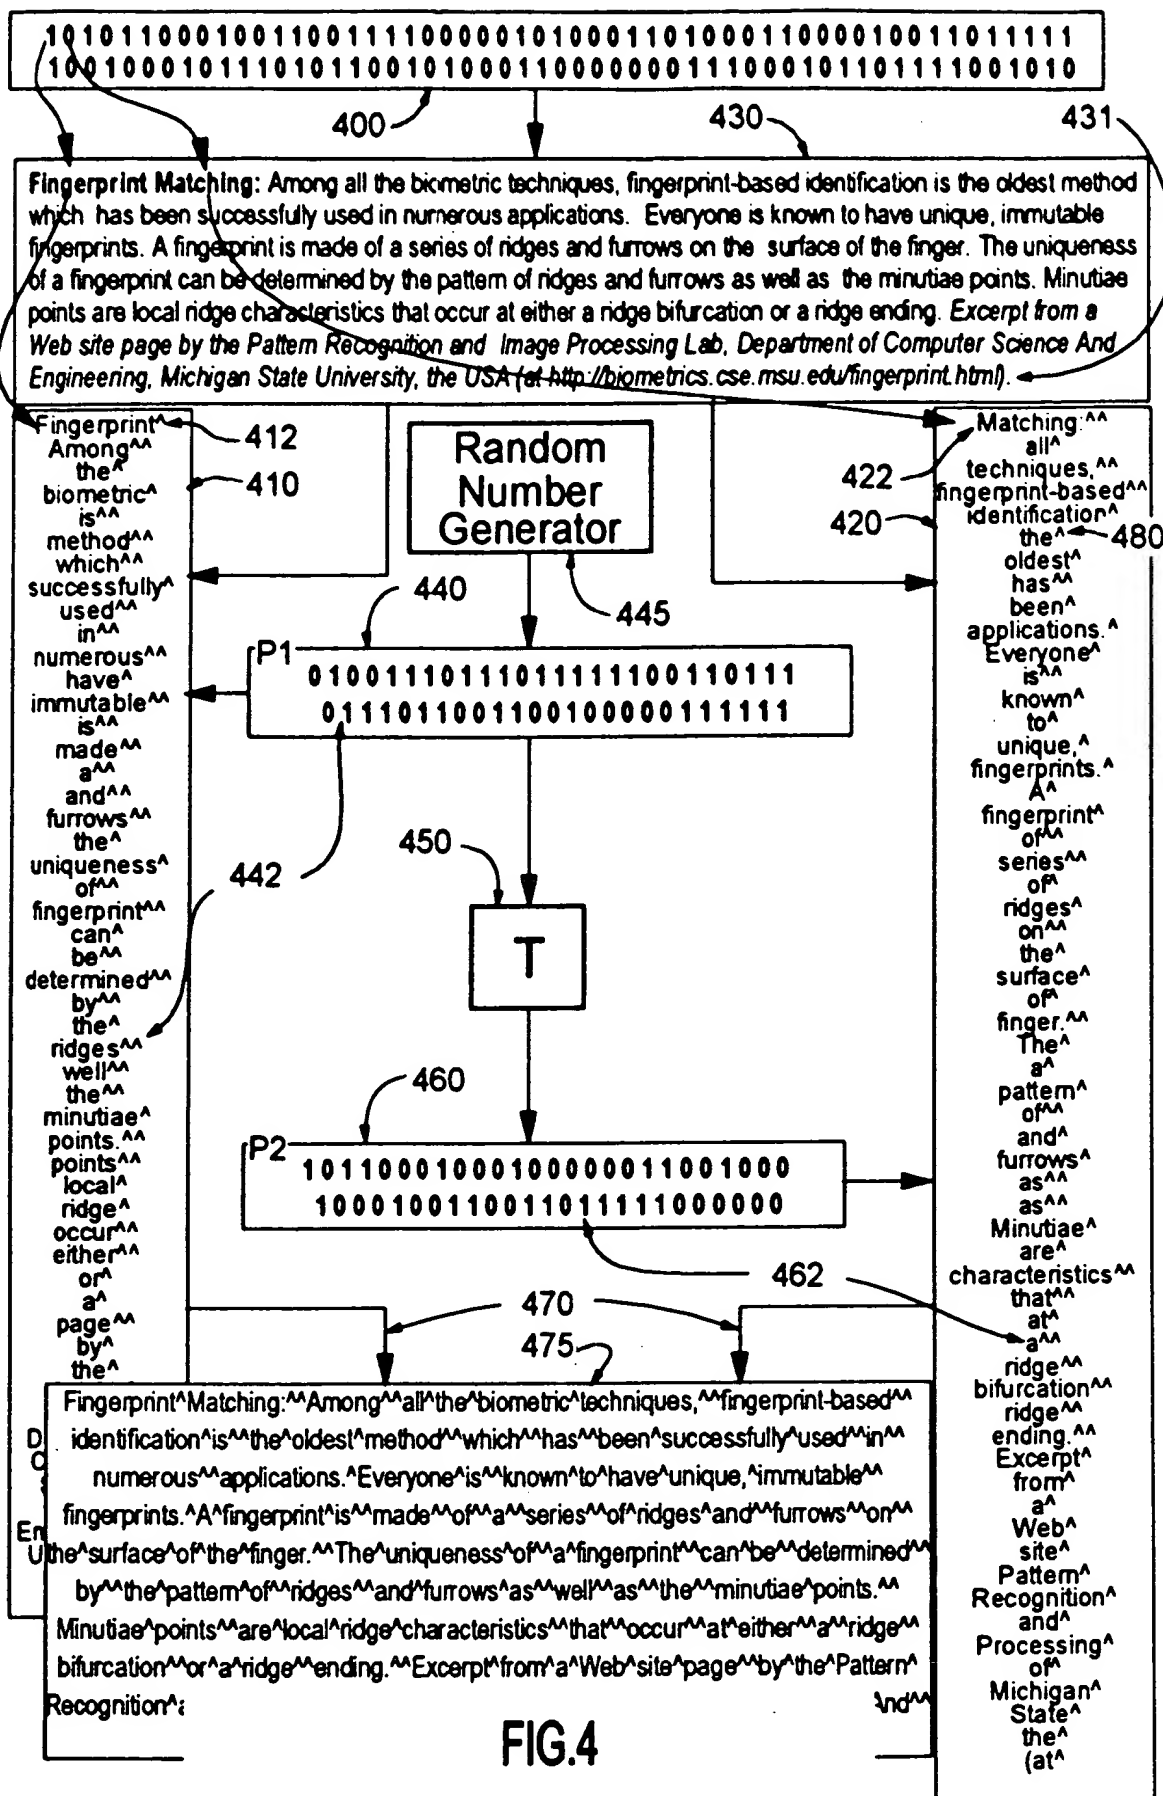 1010110001001100111100000101000110100011000010011011111
10010001011101011001010001100000000111000101101111001010
400
430
431
Fingerprint Matching: Among all the biometric techniques, fingerprint-based identification is the oldest method
which has been successfully used in numerous applications. Everyone is known to have unique, immutable
fingerprints. A fingerprint is made of a series of ridges and furrows on the surface of the finger. The uniqueness
of a fingerprint can be determined by the pattern of ridges and furrows as well as the minutiae points. Minutiae
points are local ridge characteristics that occur at either a ridge bifurcation or a ridge ending. Excerpt from a
Web site page by the Pattern Recognition and Image Processing Lab, Department of Computer Science And
Engineering, Michigan State University, the USA (at http://biometrics.cse.msu.edu/fingerprint.html).
Fingerprint^
Among^^
the^
biometric^
is^^
method^^
which^^
successfully^
used^^
in^^
numerous^^
have^
immutable^^
is^^
made^^
a^^
and^^
furrows^^
the^
uniqueness^
of^^
fingerprint^^
can^
be^^
determined^^
by^^
the^
ridges^^
well^^
the^^
minutiae^
points.^^
points^^
local^
ridge^
occur^^
either^^
or^
a^
page^^
by^
the^
D
C
En
U
412
410
Random
Number
Generator
445
440
P1
0100111011101111110011 0111
0111011001100100000111111
442
450
T
460
P2
1011000100010000001100 1000
1000100110011011111000000
462
470
475
422
420
480
Matching:^^
all^
techniques,^^
fingerprint-based^^
identification^
the^
oldest^
has^^
been^
applications.^
Everyone^
is^^
known^
to^
unique,^
fingerprints.^
A^
fingerprint^
of^^
series^^
of^
ridges^
on^^
the^
surface^
of^
finger.^^
The^
a^
pattern^
of^^
and^
furrows^
as^^
as^^
Minutiae^
are^
characteristics^^
that^^
at^
a^^
ridge^^
bifurcation^^
ridge^^
ending.^^
Excerpt^
from^
a^
Web^
site^
Pattern^
Recognition^
and^
Processing^
of^
Michigan^
State^
the^
(at^
Fingerprint^Matching:^^Among^^all^the^biometric^techniques,^^fingerprint-based^^
identification^is^^the^oldest^method^^which^^has^^been^successfully^used^^in^^
numerous^^applications.^Everyone^is^^known^to^have^unique,^immutable^^
fingerprints.^A^fingerprint^is^^made^^of^^a^^series^^of^ridges^and^^furrows^^on^^
the^surface^of^the^finger.^^The^uniqueness^of^^a^fingerprint^^can^be^^determined^^
by^^the^pattern^of^^ridges^^and^furrows^as^^well^^as^^the^^minutiae^points.^^
Minutiae^points^^are^local^ridge^characteristics^^that^^occur^^at^either^^a^^ridge^^
bifurcation^^or^a^ridge^^ending.^^Excerpt^from^a^Web^site^page^^by^the^Pattern^
Recognition^a
And^^
FIG.4